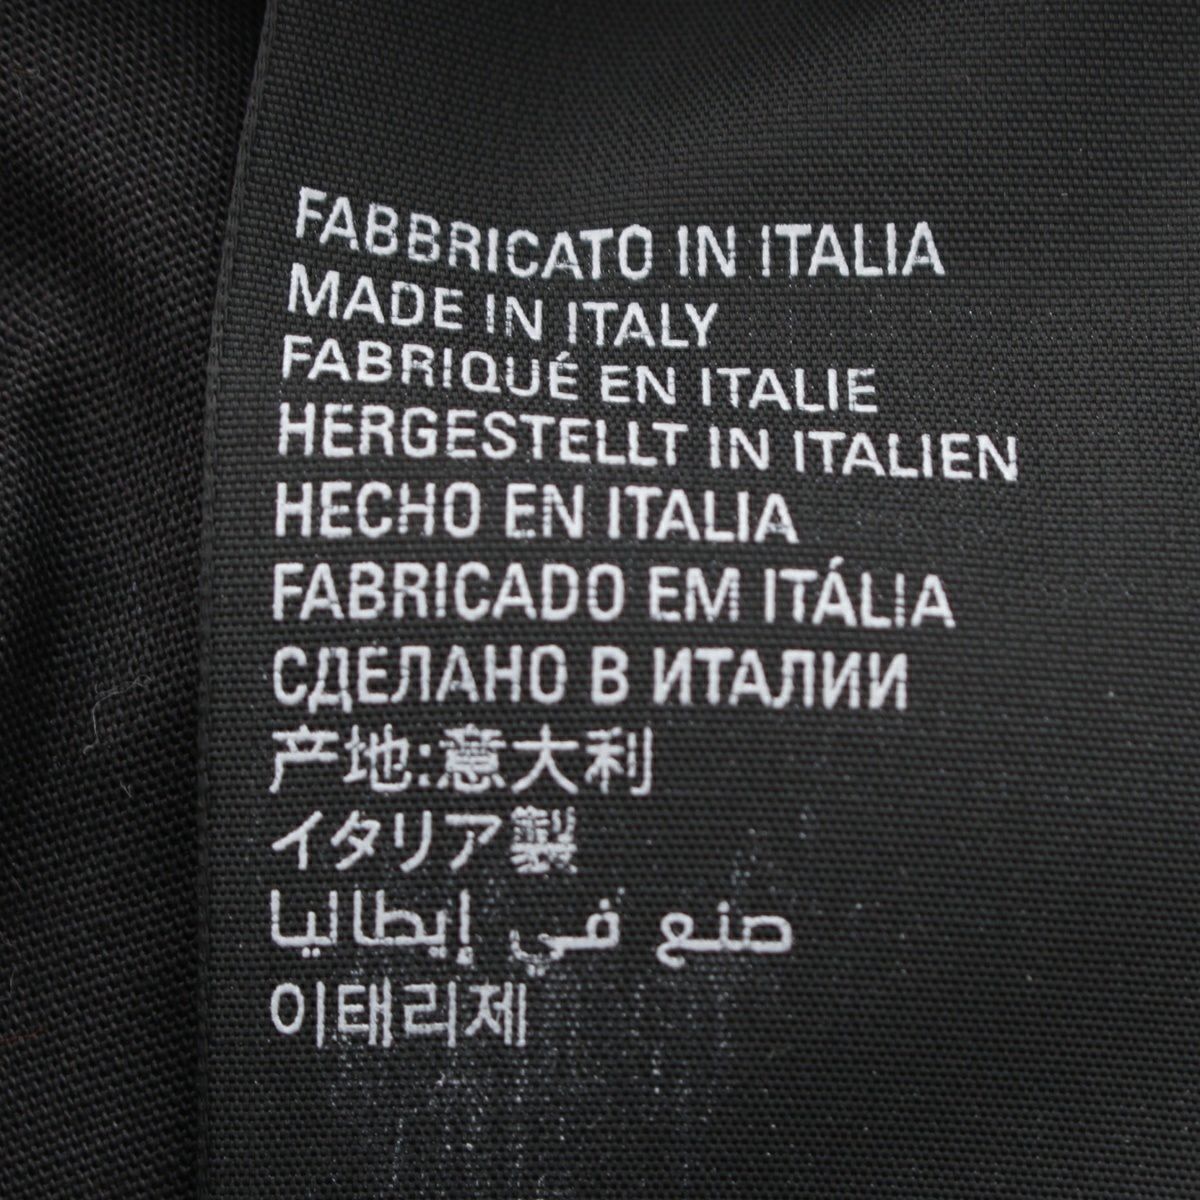 FABBRICATO IN ITALIA
MADE IN ITALY
FABRIQUÉ EN ITALIE
HERGESTELLT IN ITALIEN
HECHO EN ITALIA
FABRICADO EM ITÁLIA
СДЕЛАНО В ИТАЛИИ
产地:意大利
イタリア製
صنع في إيطاليا
이태리제